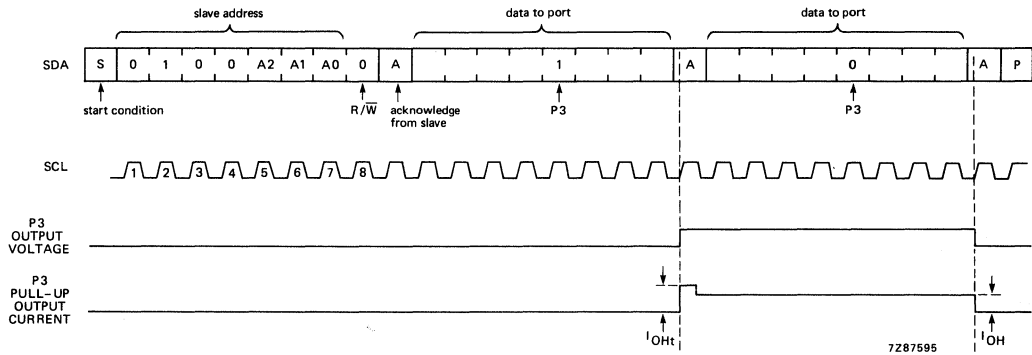 slave address
data to port
data to port
SDA
S 0 1 0 0 A2 A1 A0 0 A 1 A 0 A P
start condition
R/W̅
acknowledge
from slave
P3
P3
SCL
1 2 3 4 5 6 7 8
P3
OUTPUT
VOLTAGE
P3
PULL-UP
OUTPUT
CURRENT
IOHt
IOH
7Z87595